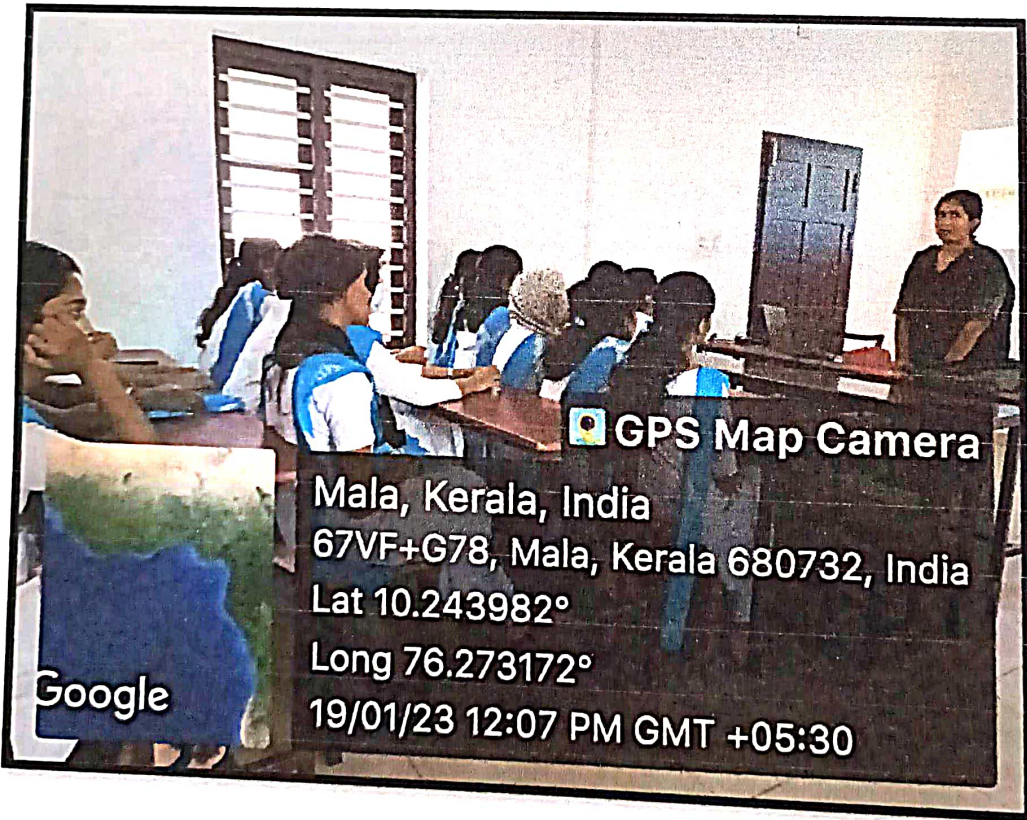 GPS Map Camera
Mala, Kerala, India
67VF+G78, Mala, Kerala 680732, India
Lat 10.243982°
Long 76.273172°
19/01/23 12:07 PM GMT +05:30
Google